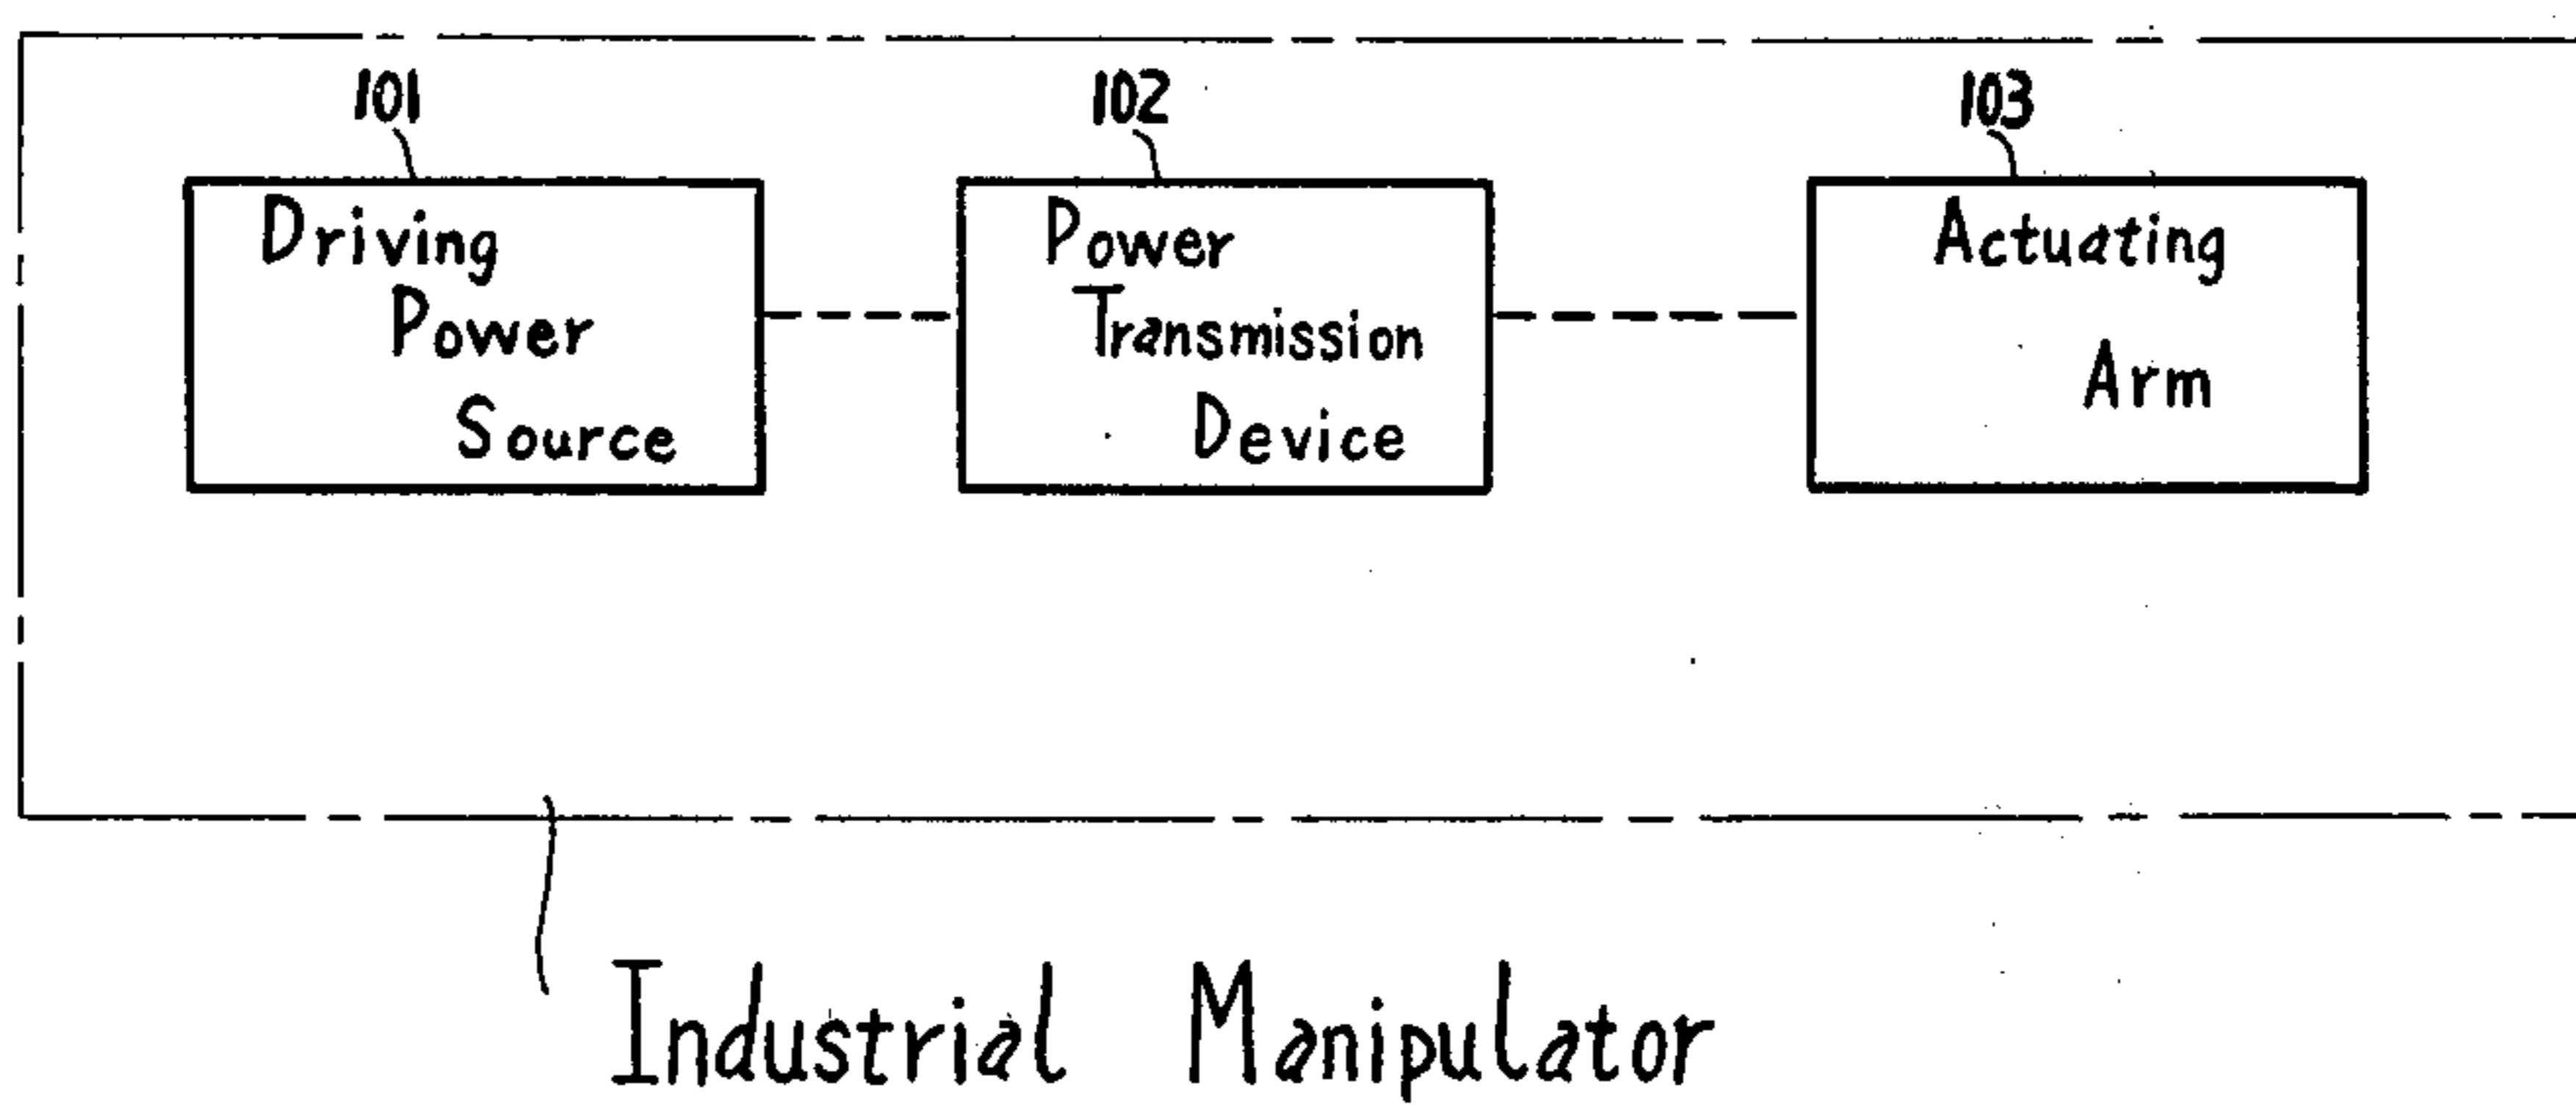 101
Driving
Power
Source
102
Power
Transmission
Device
103
Actuating
Arm
Industrial Manipulator